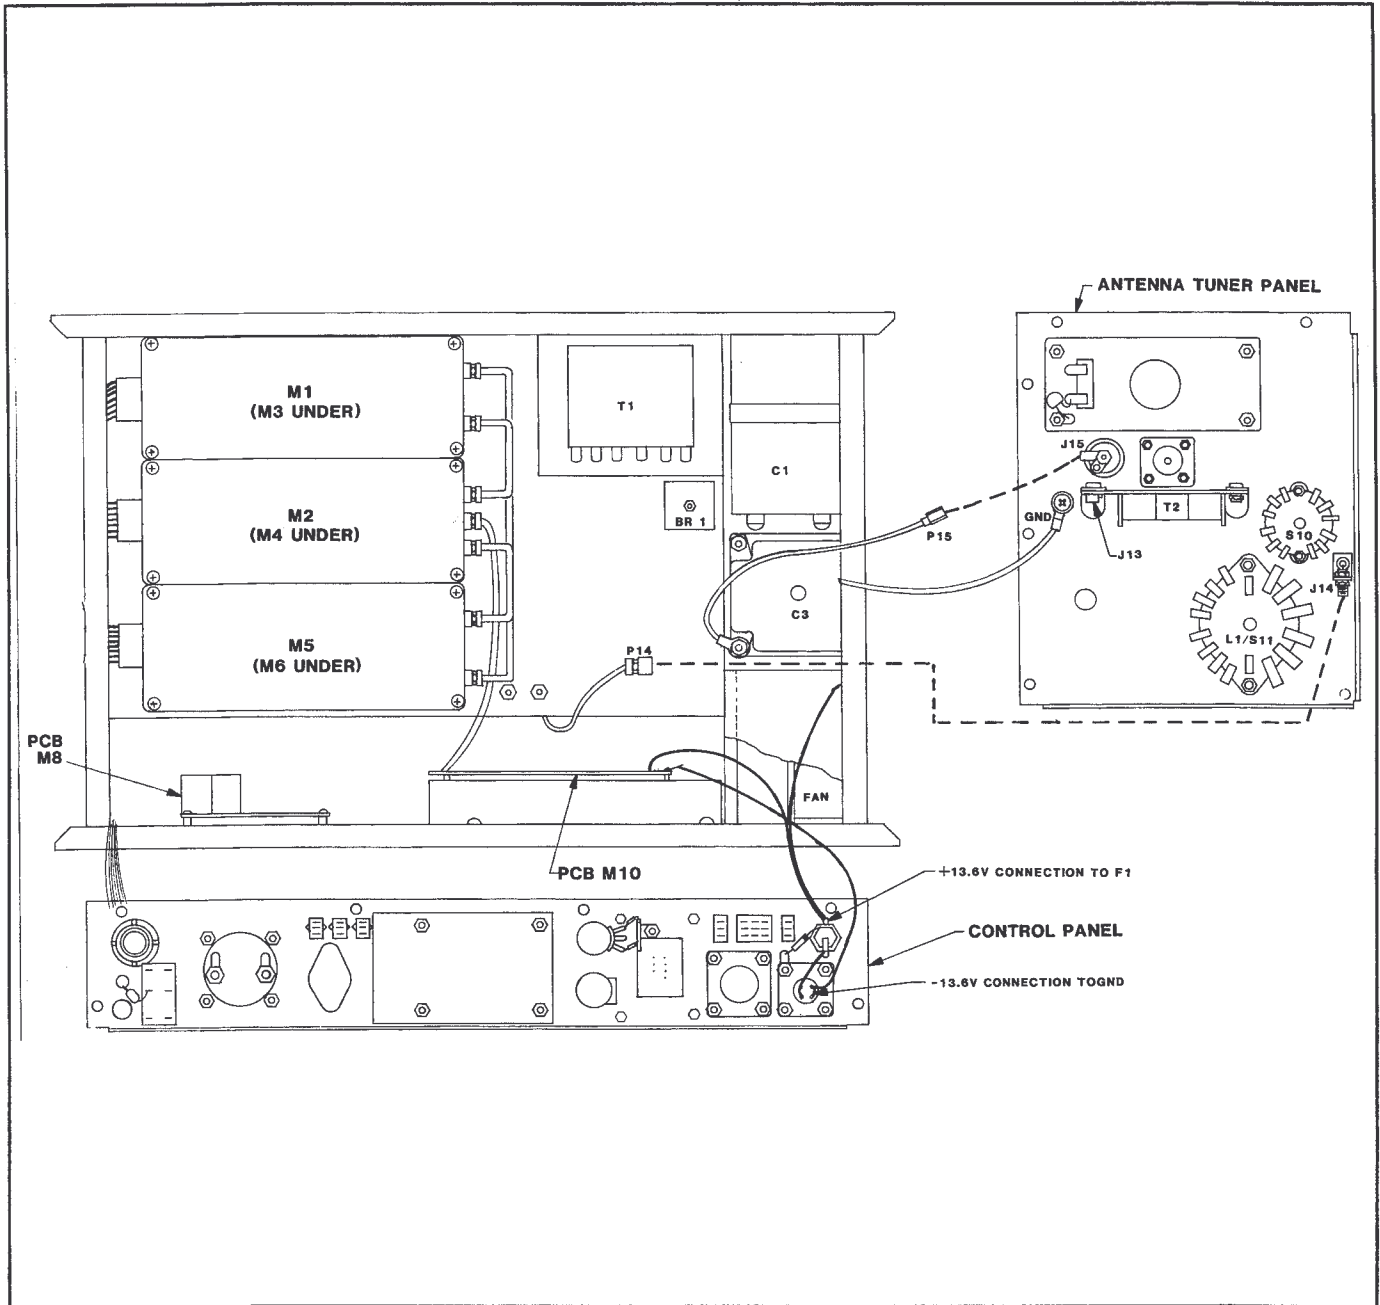 ANTENNA TUNER PANEL
M1
(M3 UNDER)
T1
C1
J15
M2
(M4 UNDER)
BR 1
P15
GND
T2
S10
J13
J14
C3
L1/S11
M5
(M6 UNDER)
P14
PCB
M8
FAN
PCB M10
+13.6V CONNECTION TO F1
CONTROL PANEL
-13.6V CONNECTION TOGND